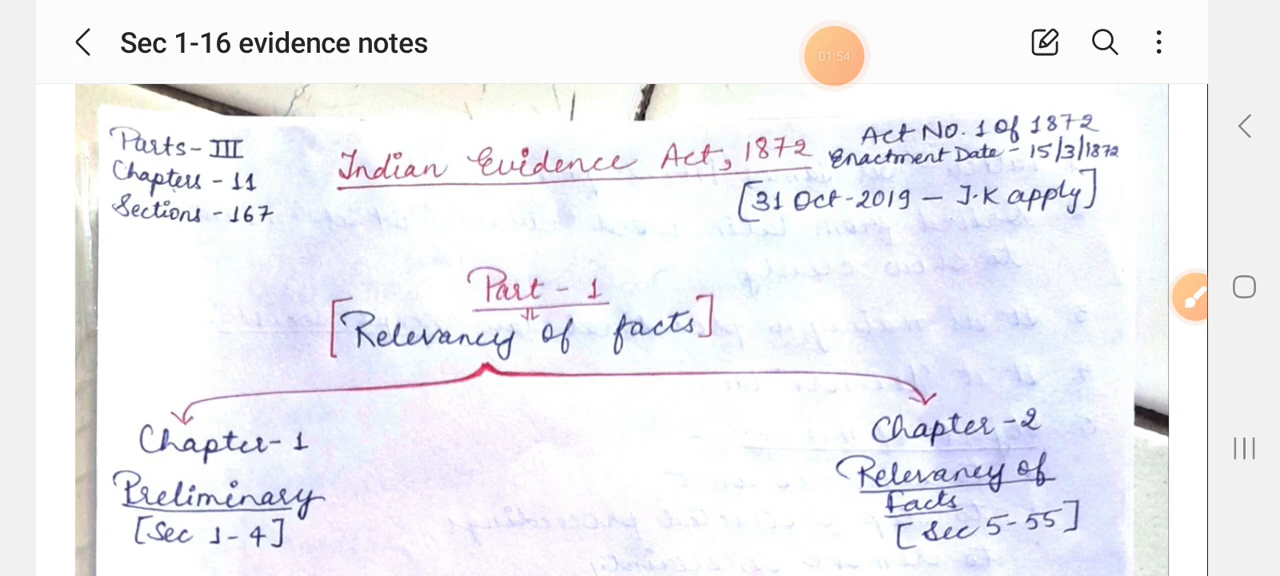 Sec 1-16 evidence notes
01:54
Parts - III
Chapters - 11
Sections - 167
Indian Evidence Act, 1872
Act No. 1 of 1872
Enactment Date - 15/3/1872
[31 Oct-2019 — J.K apply]
Part - 1
[Relevancy of facts]
Chapter - 1
Preliminary
[Sec 1-4]
Chapter - 2
Relevancy of
facts
[Sec 5-55]